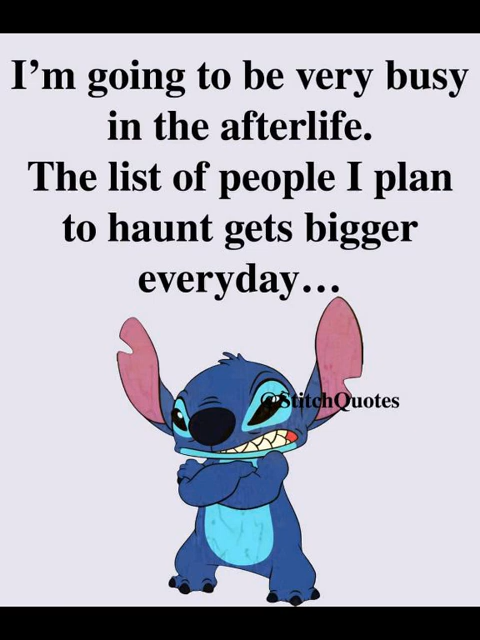 I’m going to be very busy
in the afterlife.
The list of people I plan
to haunt gets bigger
everyday…
@StitchQuotes